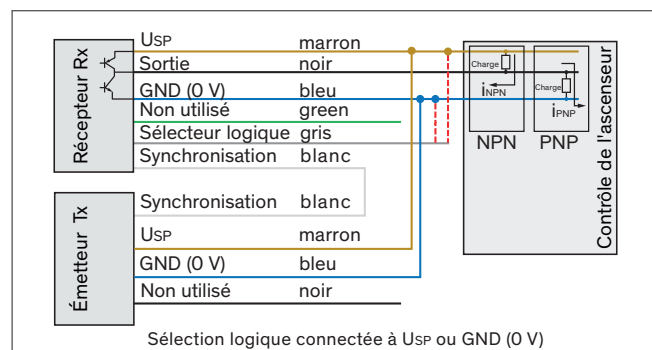 Récepteur Rx
USP marron
Sortie noir
GND (0 V) bleu
Non utilisé green
Sélecteur logique gris
Synchronisation blanc
Émetteur Tx
Synchronisation blanc
USP marron
GND (0 V) bleu
Non utilisé noir
Charge
iNPN
NPN
Charge
iPNP
PNP
Contrôle de l'ascenseur
Sélection logique connectée à USP ou GND (0 V)